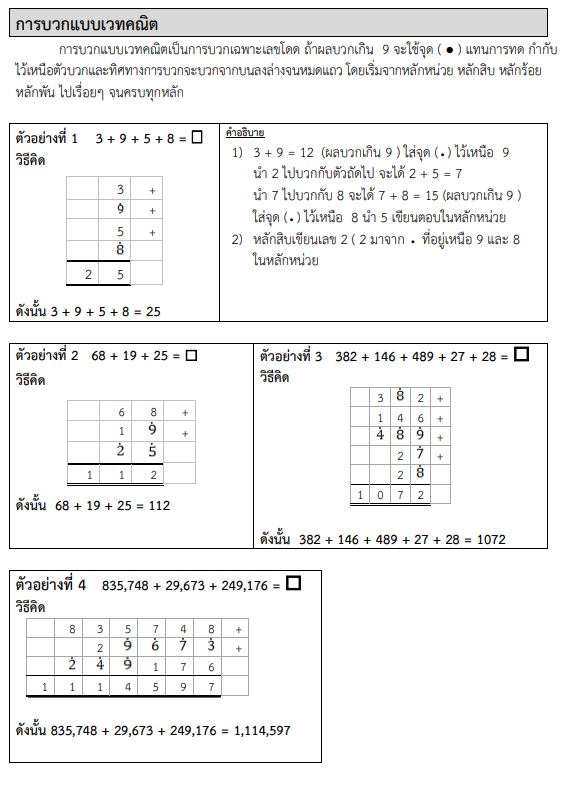 การบวกแบบเวทคณิต
การบวกแบบเวทคณิตเป็นการบวกเฉพาะเลขโดด ถ้าผลบวกเกิน 9 จะใช้จุด ( • ) แทนการทด กำกับ
ไว้เหนือตัวบวกและทิศทางการบวกจะบวกจากบนลงล่างจนหมดแถว โดยเริ่มจากหลักหน่วย หลักสิบ หลักร้อย
หลักพัน ไปเรื่อยๆ จนครบทุกหลัก
ตัวอย่างที่ 1 3 + 9 + 5 + 8 = □
วิธีคิด
3 +
9̇ +
5 +
8̇
2 5
ดังนั้น 3 + 9 + 5 + 8 = 25
คำอธิบาย
1) 3 + 9 = 12 (ผลบวกเกิน 9 ) ใส่จุด ( • ) ไว้เหนือ 9
นำ 2 ไปบวกกับตัวถัดไป จะได้ 2 + 5 = 7
นำ 7 ไปบวกกับ 8 จะได้ 7 + 8 = 15 (ผลบวกเกิน 9 )
ใส่จุด ( • ) ไว้เหนือ 8 นำ 5 เขียนตอบในหลักหน่วย
2) หลักสิบเขียนเลข 2 ( 2 มาจาก • ที่อยู่เหนือ 9 และ 8
ในหลักหน่วย
ตัวอย่างที่ 2 68 + 19 + 25 = □
วิธีคิด
6 8 +
1 9̇ +
2̇ 5̇
1 1 2
ดังนั้น 68 + 19 + 25 = 112
ตัวอย่างที่ 3 382 + 146 + 489 + 27 + 28 = □
วิธีคิด
3 8̇ 2 +
1 4 6 +
4̇ 8̇ 9̇ +
2 7̇ +
2 8̇
1 0 7 2
ดังนั้น 382 + 146 + 489 + 27 + 28 = 1072
ตัวอย่างที่ 4 835,748 + 29,673 + 249,176 = □
วิธีคิด
8 3 5 7 4 8 +
2 9̇ 6̇ 7̇ 3̇ +
2̇ 4̇ 9̇ 1 7 6
1 1 1 4 5 9 7
ดังนั้น 835,748 + 29,673 + 249,176 = 1,114,597